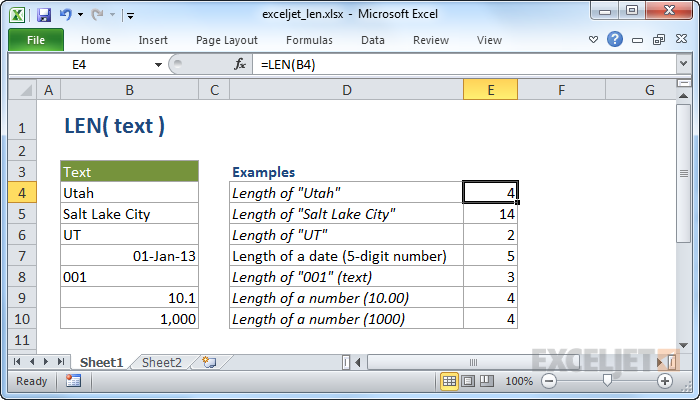 exceljet_len.xlsx - Microsoft Excel
File Home Insert Page Layout Formulas Data Review View
E4 fx =LEN(B4)
A B C D E F G
1 LEN( text )
2
3 Text Examples
4 Utah Length of "Utah" 4
5 Salt Lake City Length of "Salt Lake City" 14
6 UT Length of "UT" 2
7 01-Jan-13 Length of a date (5-digit number) 5
8 001 Length of "001" (text) 3
9 10.1 Length of a number (10.00) 4
10 1,000 Length of a number (1000) 4
11
Sheet1 Sheet2
EXCELJET
Ready 100%